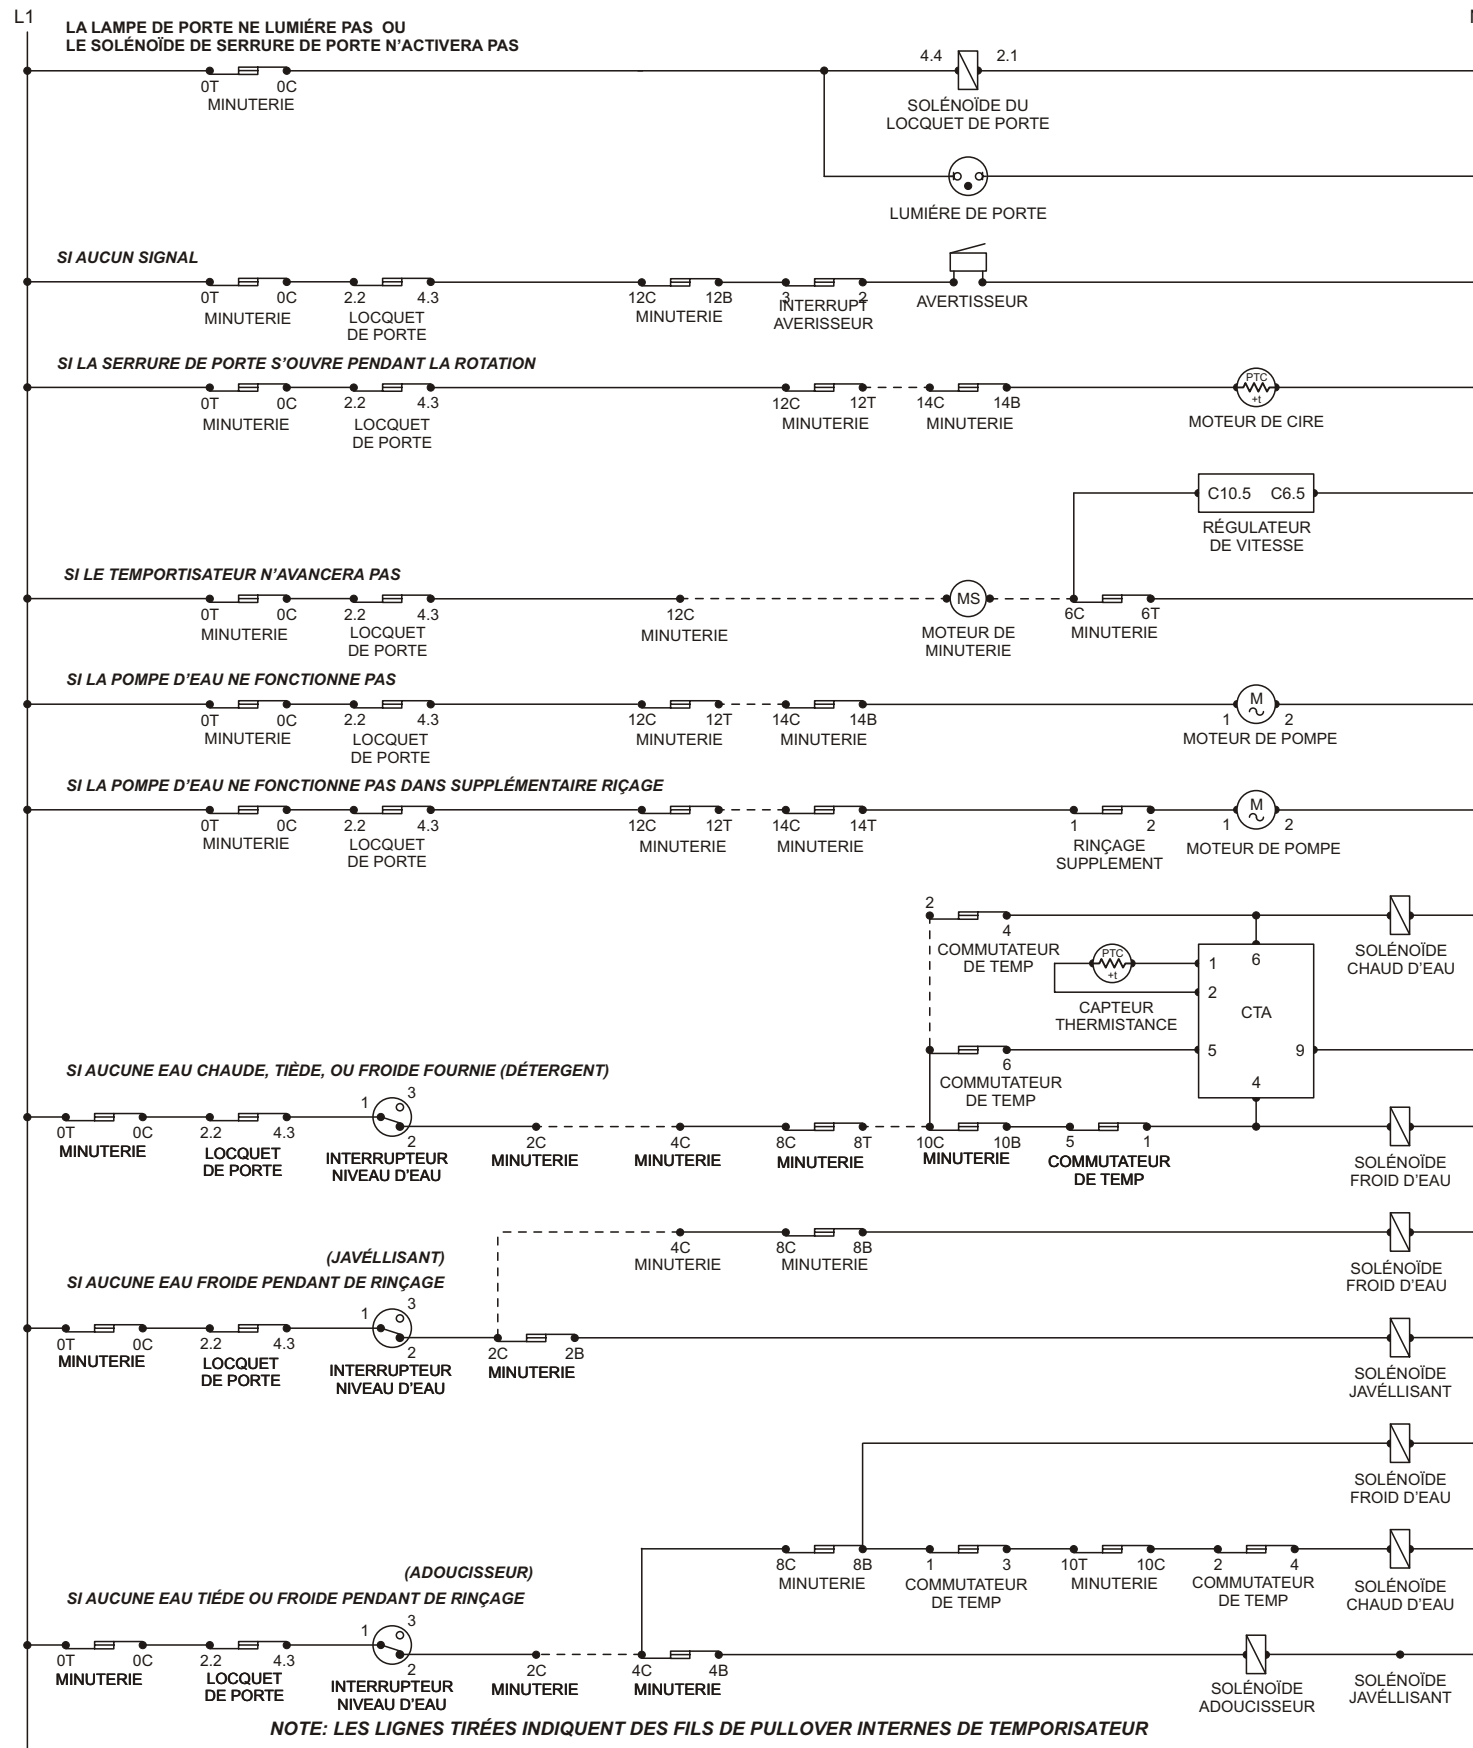 L1
LA LAMPE DE PORTE NE LUMIÉRE PAS OU
LE SOLÉNOÏDE DE SERRURE DE PORTE N'ACTIVERA PAS
0T 0C
MINUTERIE
4.4 2.1
SOLÉNOÏDE DU
LOCQUET DE PORTE
LUMIÉRE DE PORTE
SI AUCUN SIGNAL
0T 0C
MINUTERIE
2.2 4.3
LOCQUET
DE PORTE
12C 12B
MINUTERIE
3 2
INTERRUPT
AVERISSEUR
AVERTISSEUR
SI LA SERRURE DE PORTE S'OUVRE PENDANT LA ROTATION
0T 0C
MINUTERIE
2.2 4.3
LOCQUET
DE PORTE
12C 12T
MINUTERIE
14C 14B
MINUTERIE
PTC
+t
MOTEUR DE CIRE
C10.5 C6.5
RÉGULATEUR
DE VITESSE
SI LE TEMPORTISATEUR N'AVANCERA PAS
0T 0C
MINUTERIE
2.2 4.3
LOCQUET
DE PORTE
12C
MINUTERIE
MS
MOTEUR DE
MINUTERIE
6C 6T
MINUTERIE
SI LA POMPE D'EAU NE FONCTIONNE PAS
0T 0C
MINUTERIE
2.2 4.3
LOCQUET
DE PORTE
12C 12T
MINUTERIE
14C 14B
MINUTERIE
M
1 2
MOTEUR DE POMPE
SI LA POMPE D'EAU NE FONCTIONNE PAS DANS SUPPLÉMENTAIRE RIÇAGE
0T 0C
MINUTERIE
2.2 4.3
LOCQUET
DE PORTE
12C 12T
MINUTERIE
14C 14T
MINUTERIE
1 2
RINÇAGE
SUPPLEMENT
M
1 2
MOTEUR DE POMPE
2
4
COMMUTATEUR
DE TEMP
PTC
+t
CAPTEUR
THERMISTANCE
1 6
2
CTA
5 9
4
SOLÉNOÏDE
CHAUD D'EAU
6
COMMUTATEUR
DE TEMP
SI AUCUNE EAU CHAUDE, TIÈDE, OU FROIDE FOURNIE (DÉTERGENT)
0T 0C
MINUTERIE
2.2 4.3
LOCQUET
DE PORTE
1 3
2
INTERRUPTEUR
NIVEAU D'EAU
2C
MINUTERIE
4C
MINUTERIE
8C 8T
MINUTERIE
10C 10B
MINUTERIE
5 1
COMMUTATEUR
DE TEMP
SOLÉNOÏDE
FROID D'EAU
4C
MINUTERIE
8C 8B
MINUTERIE
SOLÉNOÏDE
FROID D'EAU
(JAVÉLLISANT)
SI AUCUNE EAU FROIDE PENDANT DE RINÇAGE
0T 0C
MINUTERIE
2.2 4.3
LOCQUET
DE PORTE
1 3
2
INTERRUPTEUR
NIVEAU D'EAU
2C 2B
MINUTERIE
SOLÉNOÏDE
JAVÉLLISANT
SOLÉNOÏDE
FROID D'EAU
8C 8B
MINUTERIE
1 3
COMMUTATEUR
DE TEMP
10T 10C
MINUTERIE
2 4
COMMUTATEUR
DE TEMP
SOLÉNOÏDE
CHAUD D'EAU
(ADOUCISSEUR)
SI AUCUNE EAU TIÉDE OU FROIDE PENDANT DE RINÇAGE
0T 0C
MINUTERIE
2.2 4.3
LOCQUET
DE PORTE
1 3
2
INTERRUPTEUR
NIVEAU D'EAU
2C
MINUTERIE
4C 4B
MINUTERIE
SOLÉNOÏDE
ADOUCISSEUR
SOLÉNOÏDE
JAVÉLLISANT
NOTE: LES LIGNES TIRÉES INDIQUENT DES FILS DE PULLOVER INTERNES DE TEMPORISATEUR